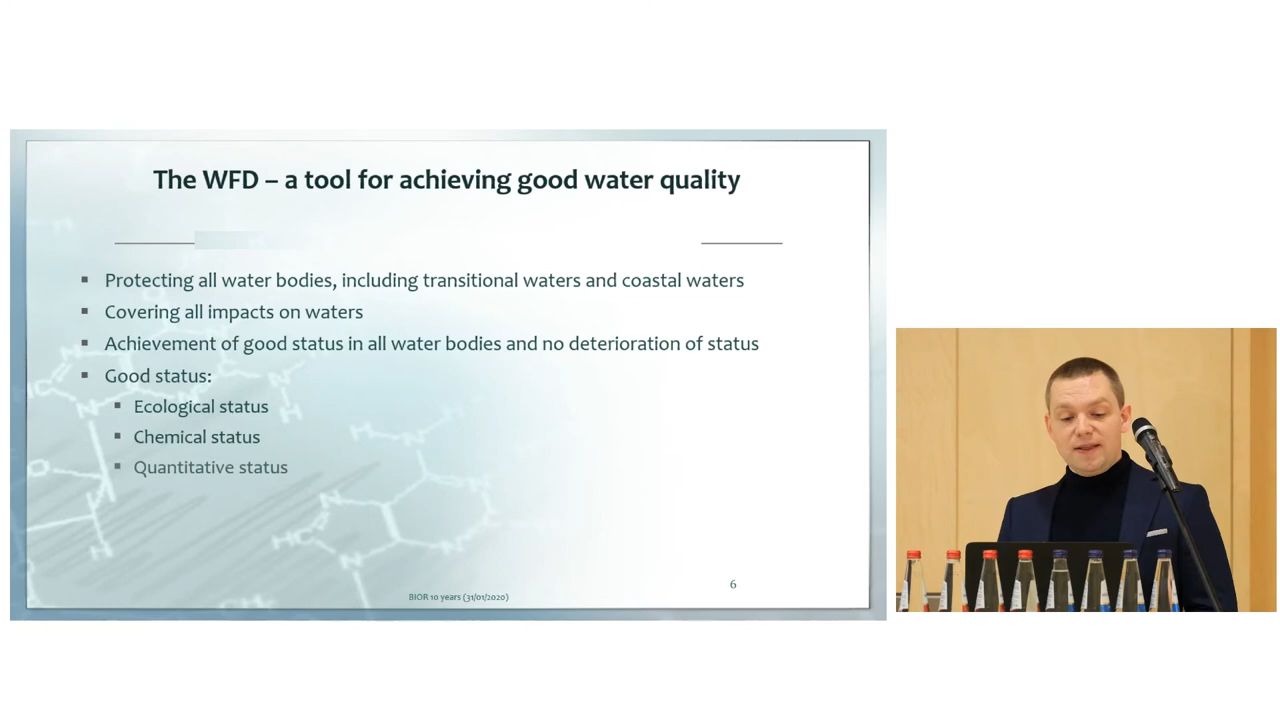 The WFD – a tool for achieving good water quality
▪ Protecting all water bodies, including transitional waters and coastal waters
▪ Covering all impacts on waters
▪ Achievement of good status in all water bodies and no deterioration of status
▪ Good status:
▪ Ecological status
▪ Chemical status
▪ Quantitative status
6
BIOR 10 years (31/01/2020)